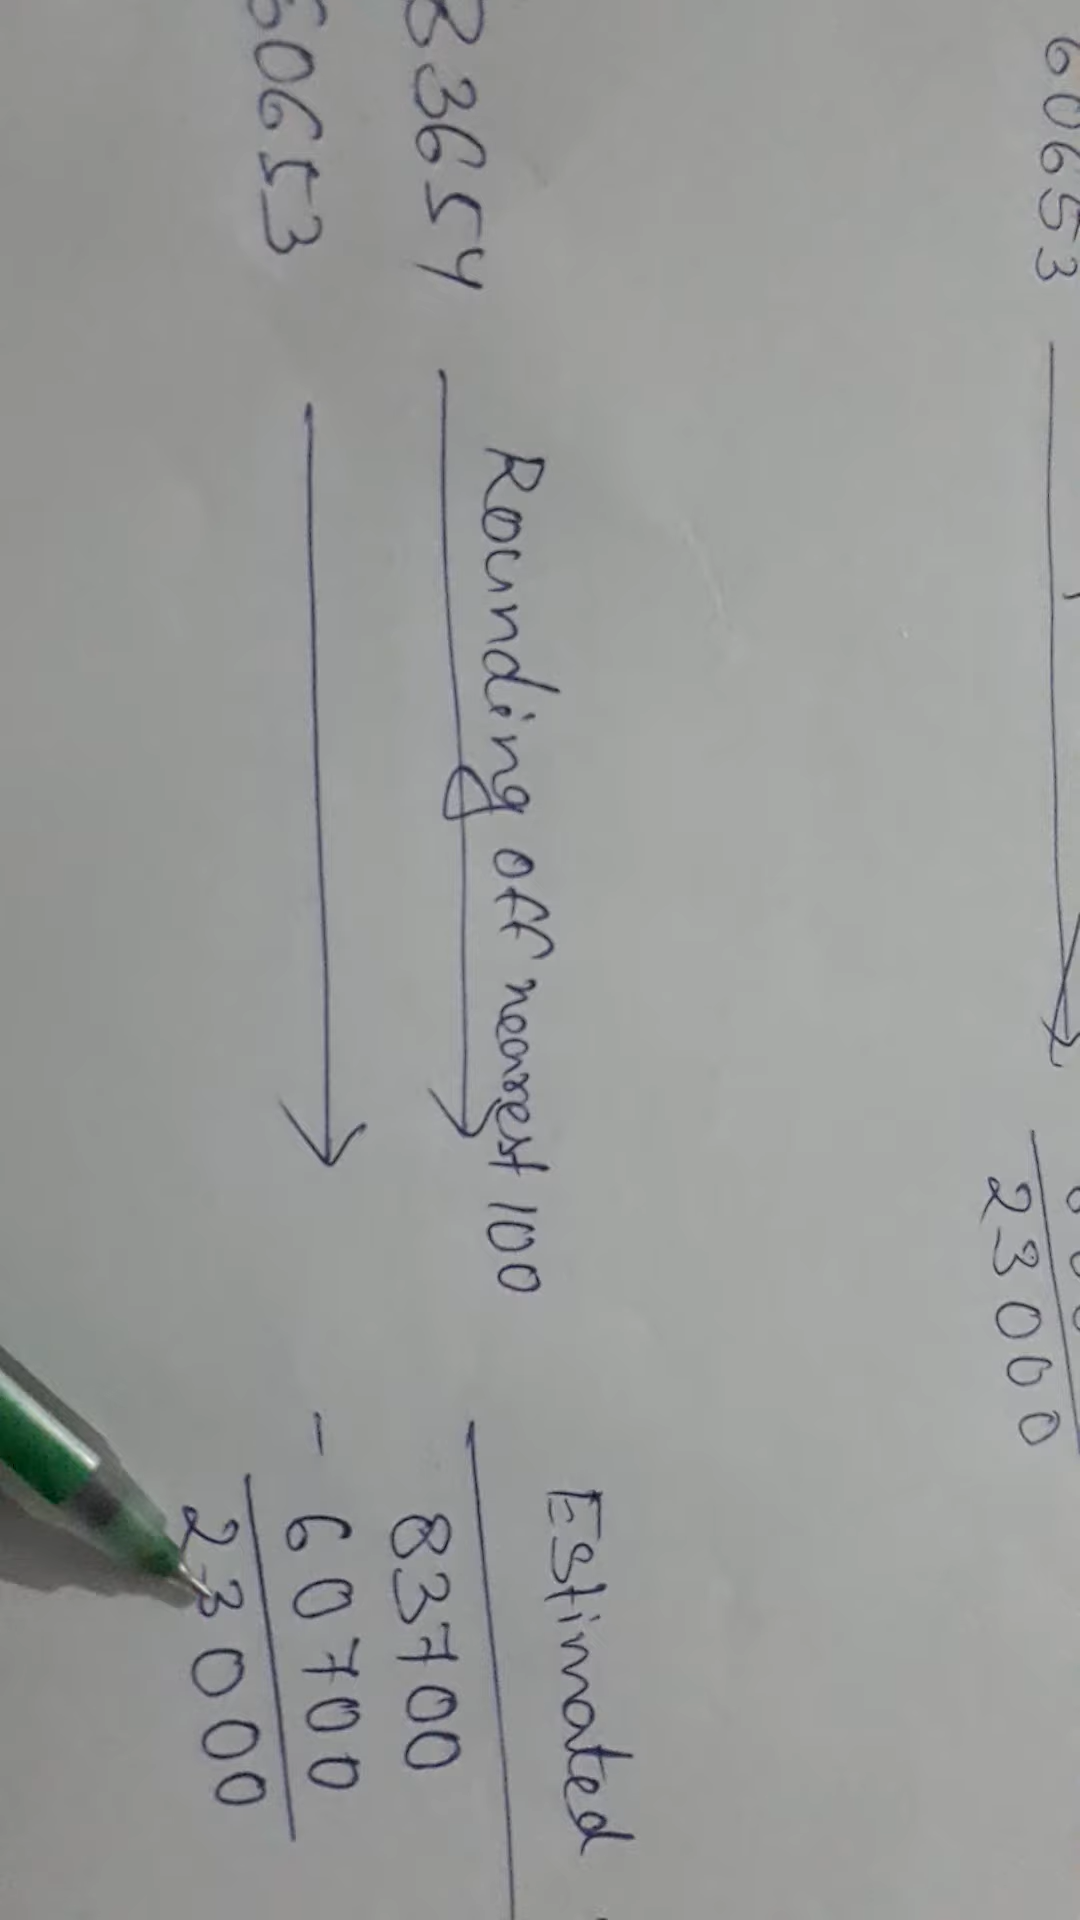 60653
23000
Rounding off nearest 100 Estimated
83654 83700
60653 - 60700
23000